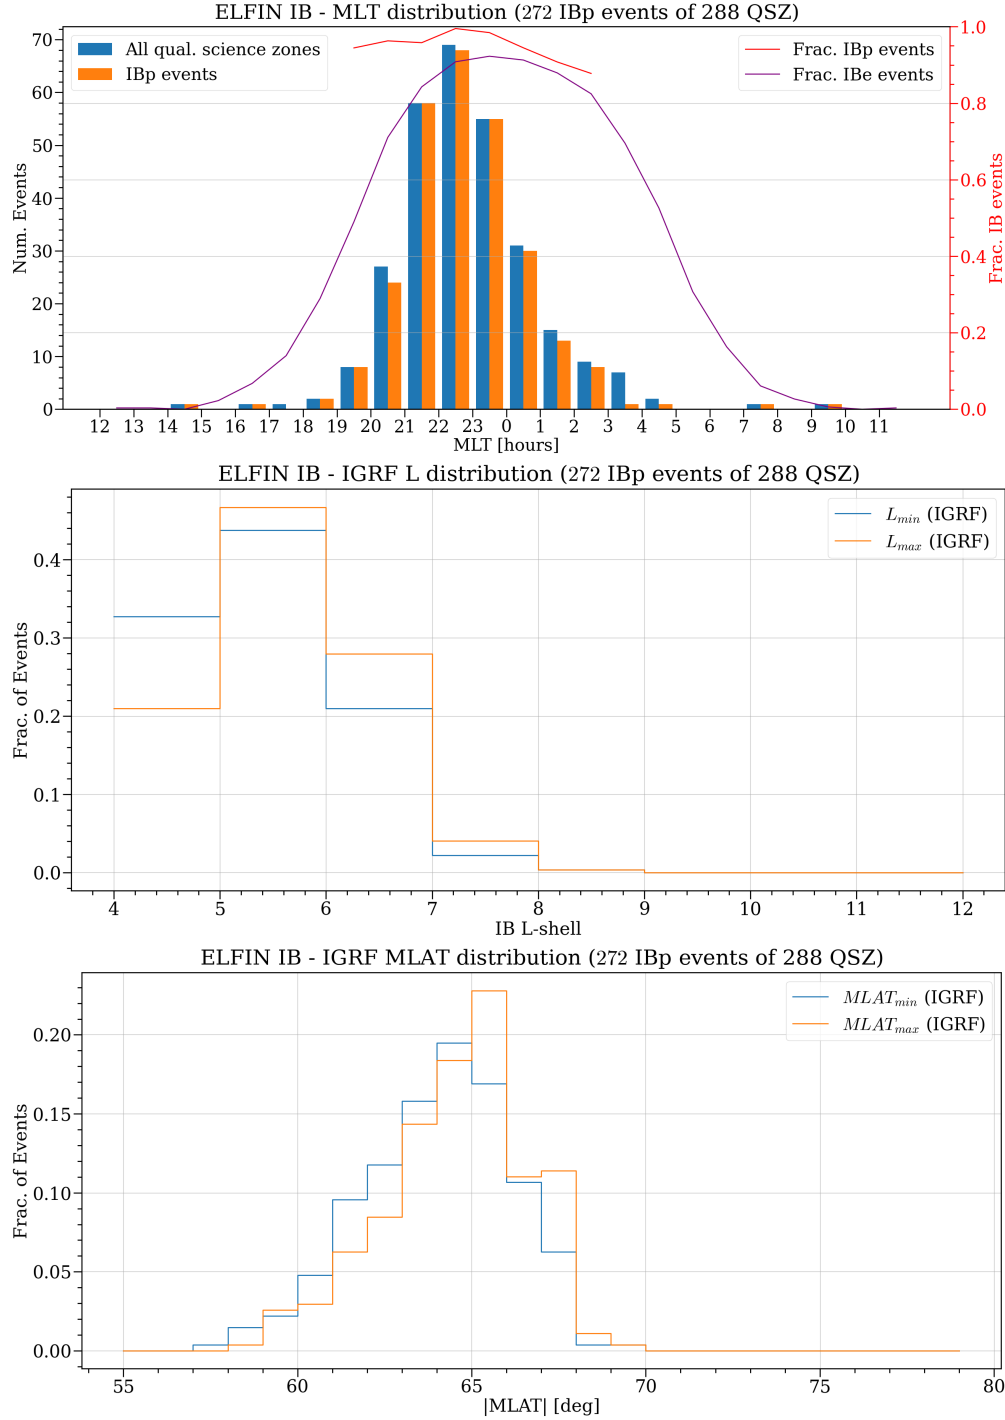 ELFIN IB - MLT distribution (272 IBp events of 288 QSZ)
All qual. science zones
IBp events
Frac. IBp events
Frac. IBe events
Num. Events
70
60
50
40
30
20
10
0
1.0
0.8
0.6
0.4
0.2
0.0
Frac. IB events
12 13 14 15 16 17 18 19 20 21 22 23 0 1 2 3 4 5 6 7 8 9 10 11
MLT [hours]
ELFIN IB - IGRF L distribution (272 IBp events of 288 QSZ)
L_min (IGRF)
L_max (IGRF)
Frac. of Events
0.4
0.3
0.2
0.1
0.0
4 5 6 7 8 9 10 11 12
IB L-shell
ELFIN IB - IGRF MLAT distribution (272 IBp events of 288 QSZ)
MLAT_min (IGRF)
MLAT_max (IGRF)
Frac. of Events
0.20
0.15
0.10
0.05
0.00
55 60 65 70 75 80
|MLAT| [deg]